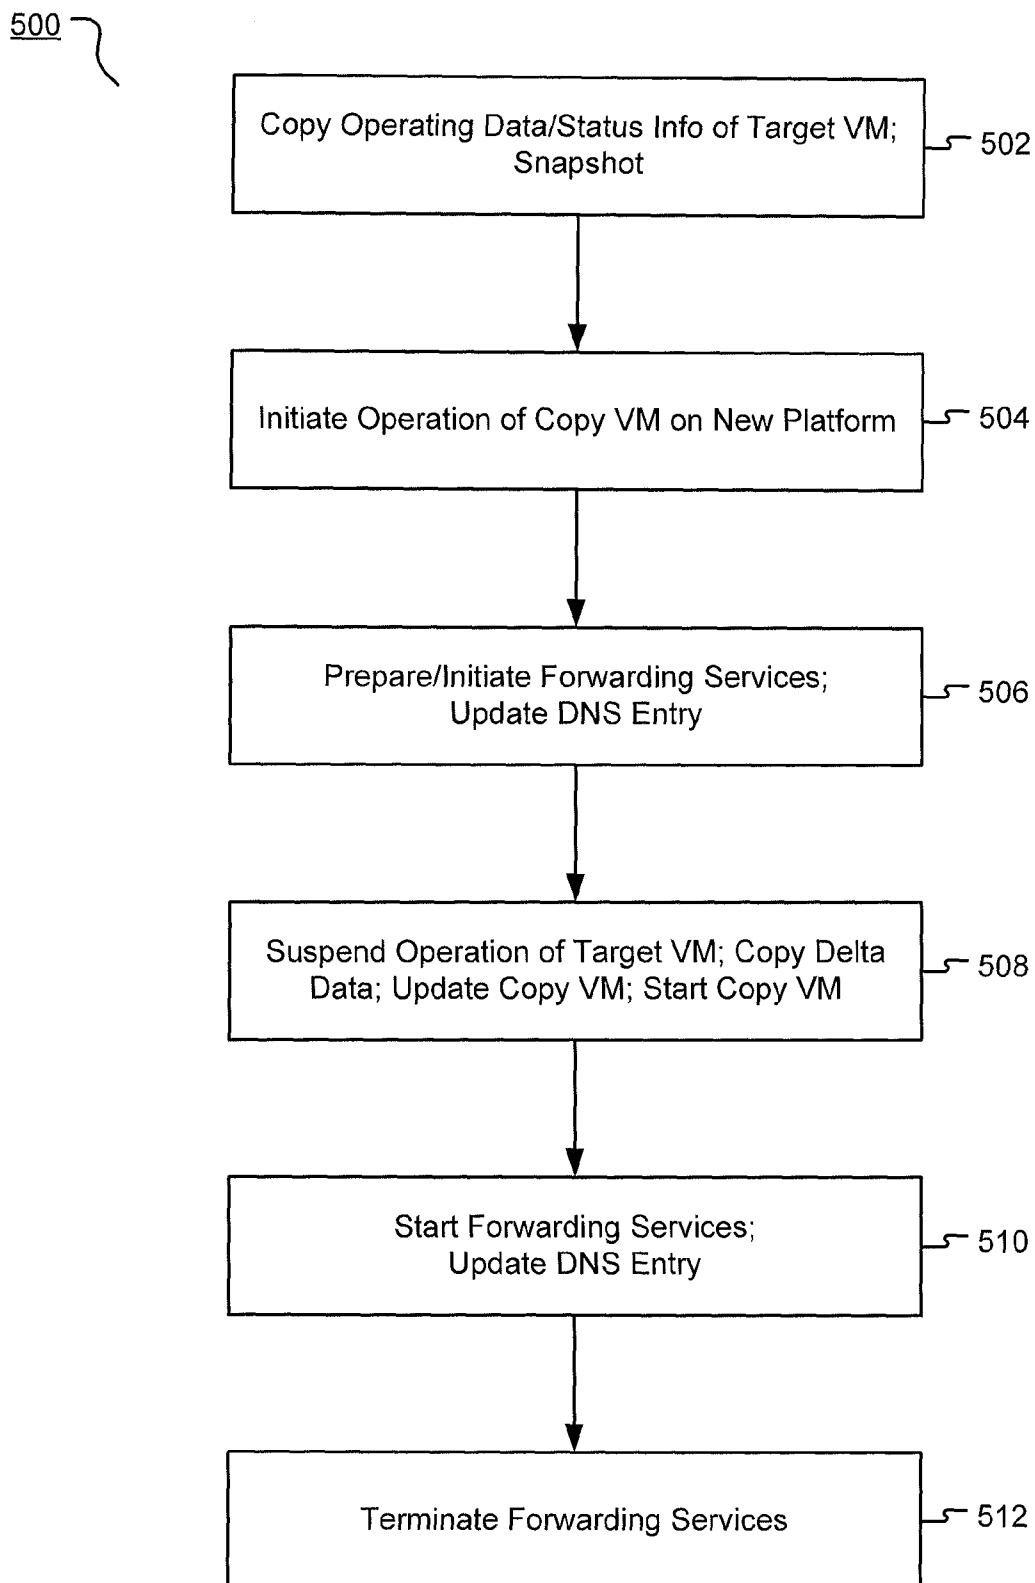 500
Copy Operating Data/Status Info of Target VM;
Snapshot
502
Initiate Operation of Copy VM on New Platform
504
Prepare/Initiate Forwarding Services;
Update DNS Entry
506
Suspend Operation of Target VM; Copy Delta
Data; Update Copy VM; Start Copy VM
508
Start Forwarding Services;
Update DNS Entry
510
Terminate Forwarding Services
512